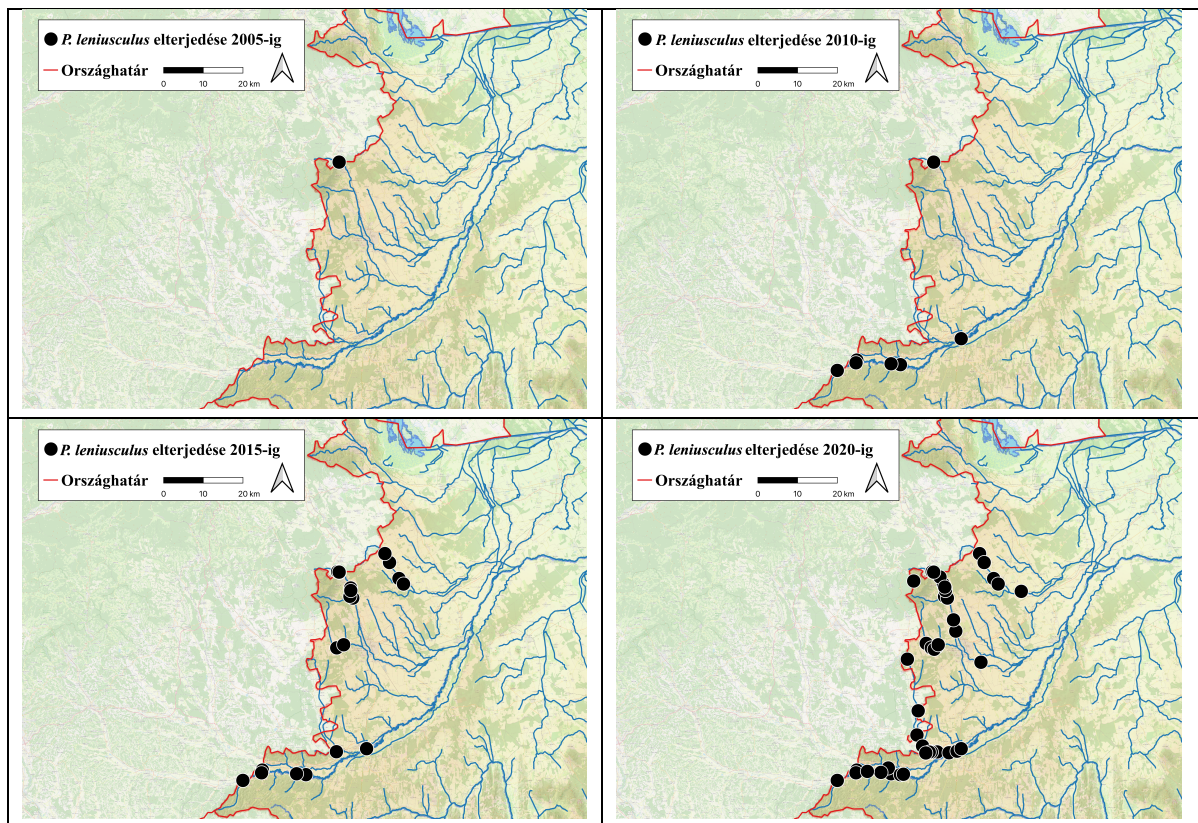 P. leniusculus elterjedése 2005-ig
Országhatár
0 10 20 km
P. leniusculus elterjedése 2010-ig
Országhatár
0 10 20 km
P. leniusculus elterjedése 2015-ig
Országhatár
0 10 20 km
P. leniusculus elterjedése 2020-ig
Országhatár
0 10 20 km